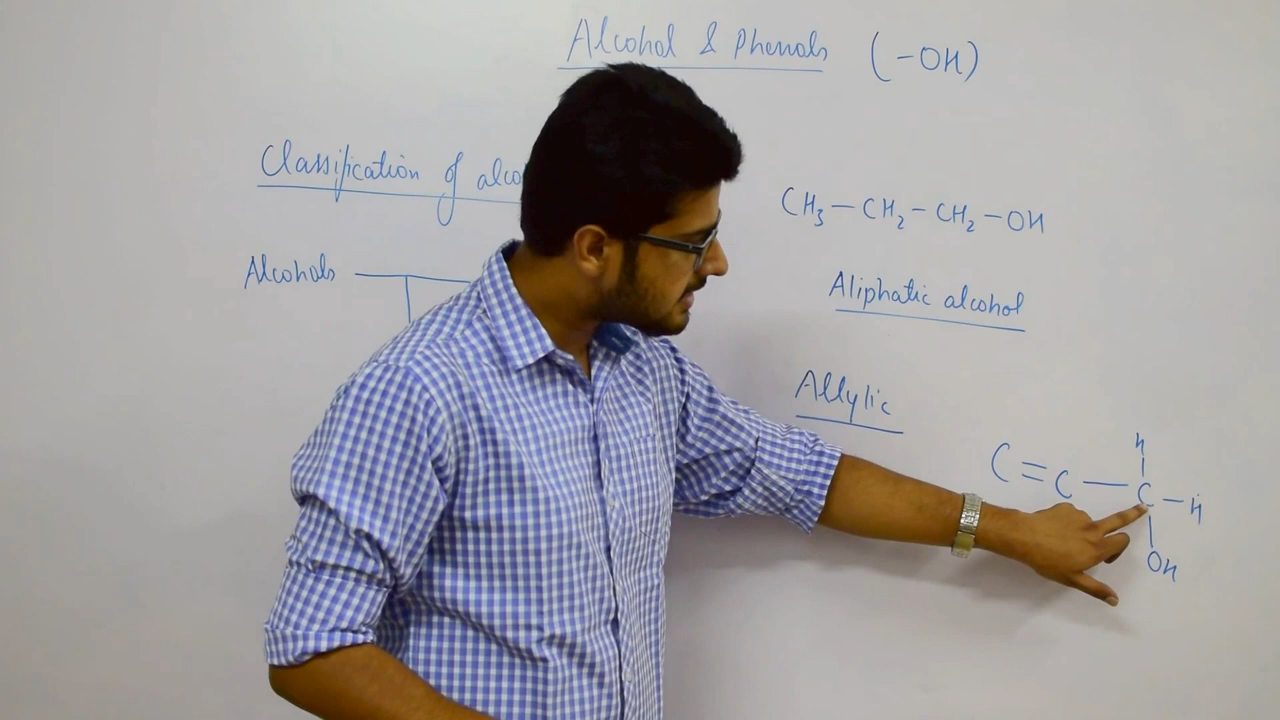 Alcohol & Phenols (-OH)
Classification of alco
CH₃-CH₂-CH₂-OH
Alcohols
Aliphatic alcohol
Allylic
H
C=C-C-H
OH